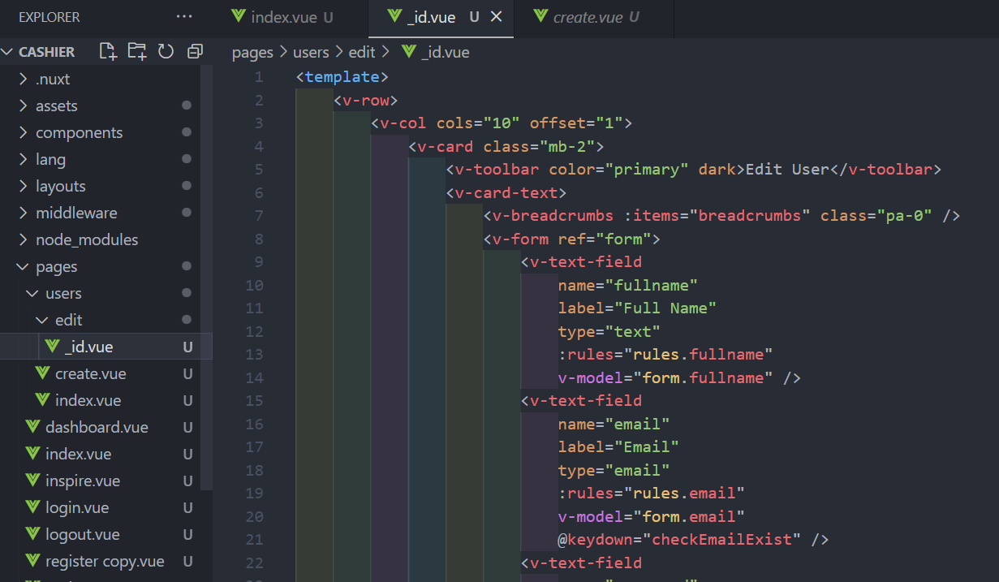 EXPLORER ...
CASHIER
.nuxt
assets
components
lang
layouts
middleware
node_modules
pages
users
edit
_id.vue U
create.vue U
index.vue U
dashboard.vue U
index.vue U
inspire.vue U
login.vue U
logout.vue U
register copy.vue U
index.vue U
_id.vue U
create.vue U
pages > users > edit > _id.vue
1 <template>
2 <v-row>
3 <v-col cols="10" offset="1">
4 <v-card class="mb-2">
5 <v-toolbar color="primary" dark>Edit User</v-toolbar>
6 <v-card-text>
7 <v-breadcrumbs :items="breadcrumbs" class="pa-0" />
8 <v-form ref="form">
9 <v-text-field
10 name="fullname"
11 label="Full Name"
12 type="text"
13 :rules="rules.fullname"
14 v-model="form.fullname" />
15 <v-text-field
16 name="email"
17 label="Email"
18 type="email"
19 :rules="rules.email"
20 v-model="form.email"
21 @keydown="checkEmailExist" />
22 <v-text-field